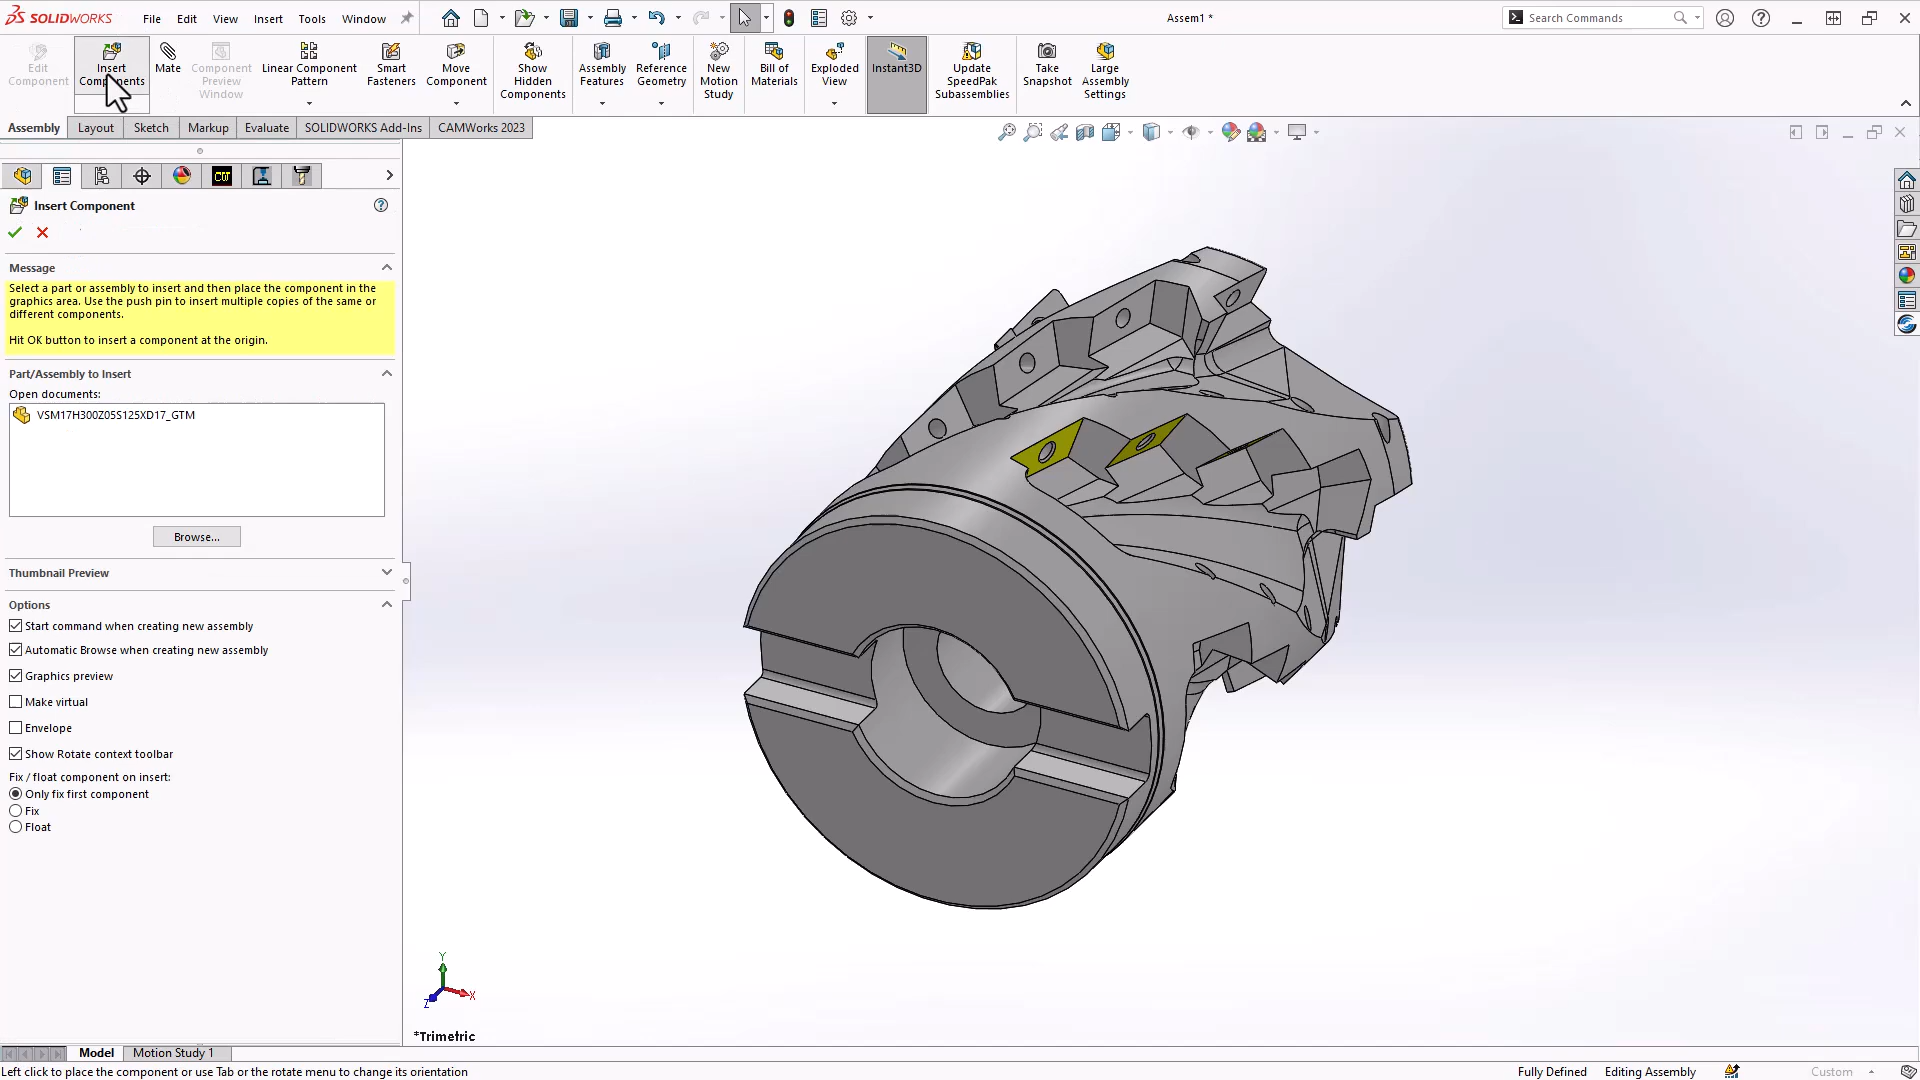 SOLIDWORKS
File
Edit
View
Insert
Tools
Window
Assem1 *
Search Commands
Edit
Component
Insert
Components
Mate
Component
Preview
Window
Linear Component
Pattern
Smart
Fasteners
Move
Component
Show
Hidden
Components
Assembly
Features
Reference
Geometry
New
Motion
Study
Bill of
Materials
Exploded
View
Instant3D
Update
SpeedPak
Subassemblies
Take
Snapshot
Large
Assembly
Settings
Assembly
Layout
Sketch
Markup
Evaluate
SOLIDWORKS Add-Ins
CAMWorks 2023
CW
Insert Component
Message
Select a part or assembly to insert and then place the component in the
graphics area. Use the push pin to insert multiple copies of the same or
different components.
Hit OK button to insert a component at the origin.
Part/Assembly to Insert
Open documents:
VSM17H300Z05S125XD17_GTM
Browse...
Thumbnail Preview
Options
Start command when creating new assembly
Automatic Browse when creating new assembly
Graphics preview
Make virtual
Envelope
Show Rotate context toolbar
Fix / float component on insert:
Only fix first component
Fix
Float
Y
X
Z
*Trimetric
Model
Motion Study 1
Left click to place the component or use Tab or the rotate menu to change its orientation
Fully Defined
Editing Assembly
Custom